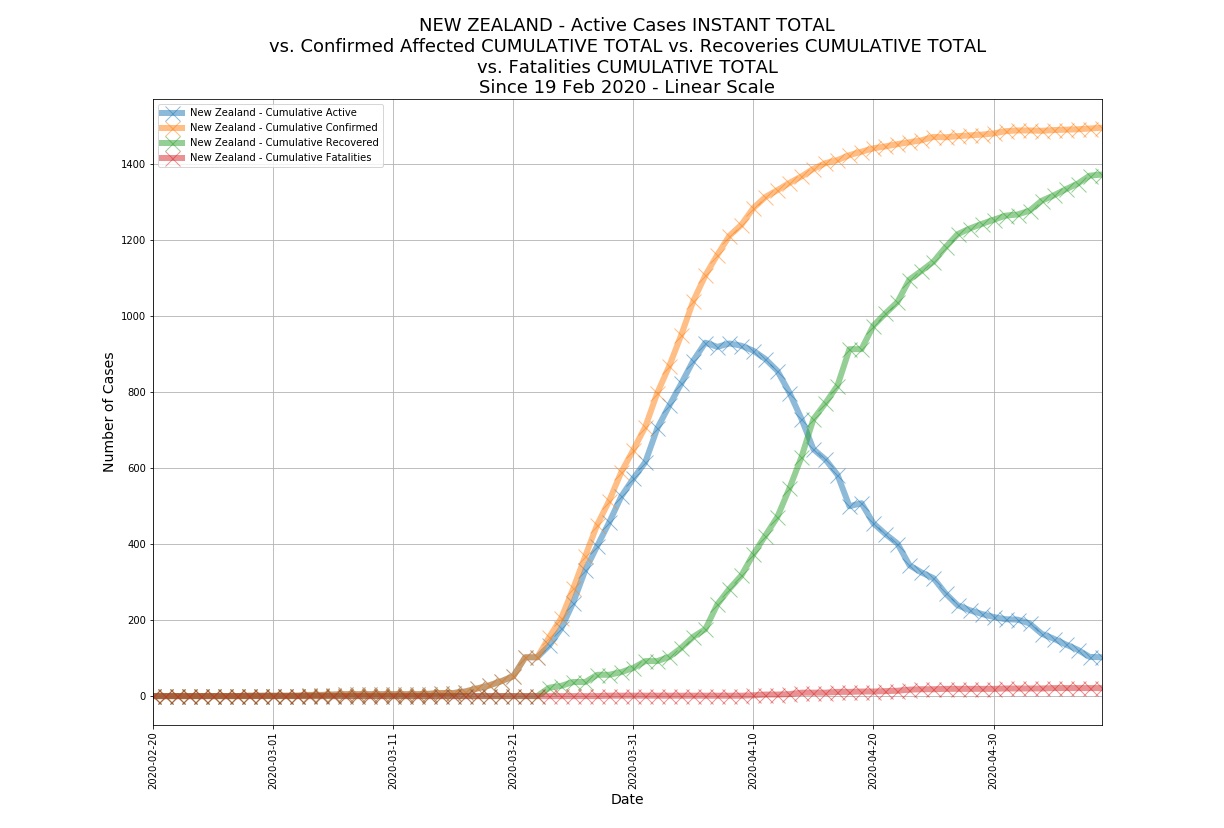 NEW ZEALAND - Active Cases INSTANT TOTAL
vs. Confirmed Affected CUMULATIVE TOTAL vs. Recoveries CUMULATIVE TOTAL
vs. Fatalities CUMULATIVE TOTAL
Since 19 Feb 2020 - Linear Scale
New Zealand - Cumulative Active
New Zealand - Cumulative Confirmed
New Zealand - Cumulative Recovered
New Zealand - Cumulative Fatalities
1400
1200
1000
800
600
400
200
0
Number of Cases
2020-02-20
2020-03-01
2020-03-11
2020-03-21
2020-03-31
2020-04-10
2020-04-20
2020-04-30
Date